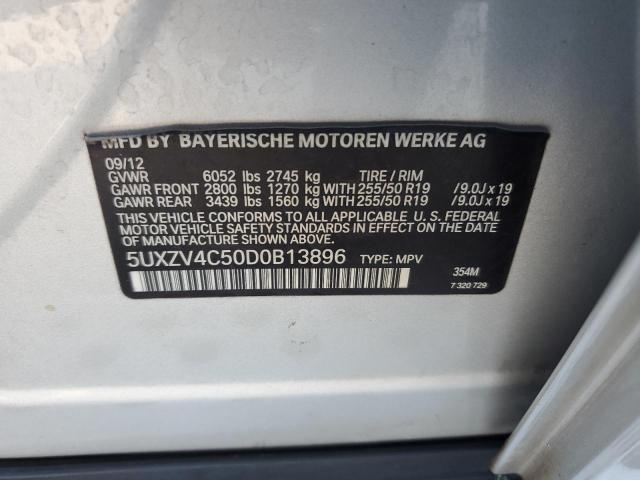 MFD BY BAYERISCHE MOTOREN WERKE AG
09/12
GVWR 6052 lbs 2745 kg TIRE / RIM
GAWR FRONT 2800 lbs 1270 kg WITH 255/50 R19 /9.0J x 19
GAWR REAR 3439 lbs 1560 kg WITH 255/50 R19 /9.0J x 19
THIS VEHICLE CONFORMS TO ALL APPLICABLE U. S. FEDERAL
MOTOR VEHICLE SAFETY STANDARDS IN EFFECT ON THE DATE OF
MANUFACTURE SHOWN ABOVE.
5UXZV4C50D0B13896 TYPE: MPV
354M
7 320 729